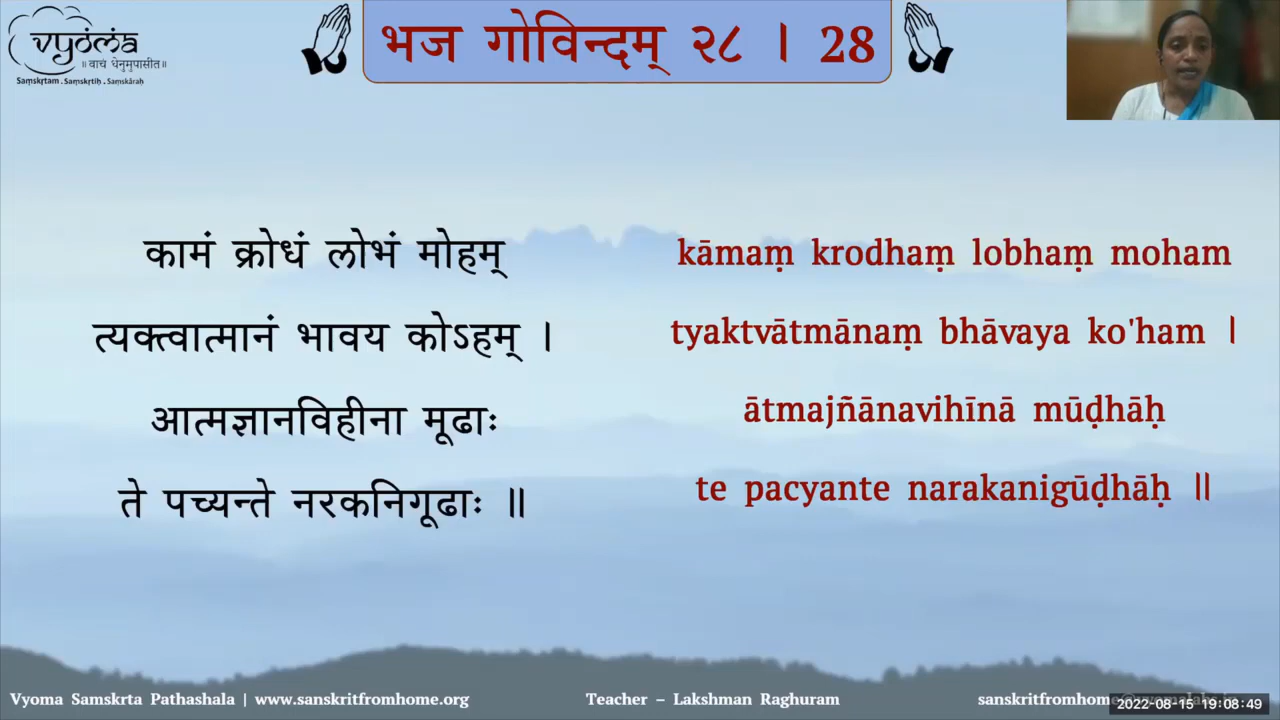 vyoma
॥ वाचं धेनुमुपासीत ॥
Saṃskṛtam . Saṃskṛtiḥ . Saṃskāraḥ
भज गोविन्दम् २८ । 28
कामं क्रोधं लोभं मोहम्
त्यक्त्वात्मानं भावय कोऽहम् ।
आत्मज्ञानविहीना मूढाः
ते पच्यन्ते नरकनिगूढाः ॥
kāmaṃ krodhaṃ lobhaṃ moham
tyaktvātmānaṃ bhāvaya ko'ham ।
ātmajñānavihīnā mūḍhāḥ
te pacyante narakanigūḍhāḥ ॥
Vyoma Samskrta Pathashala | www.sanskritfromhome.org
Teacher – Lakshman Raghuram
2022-08-15 19:08:49